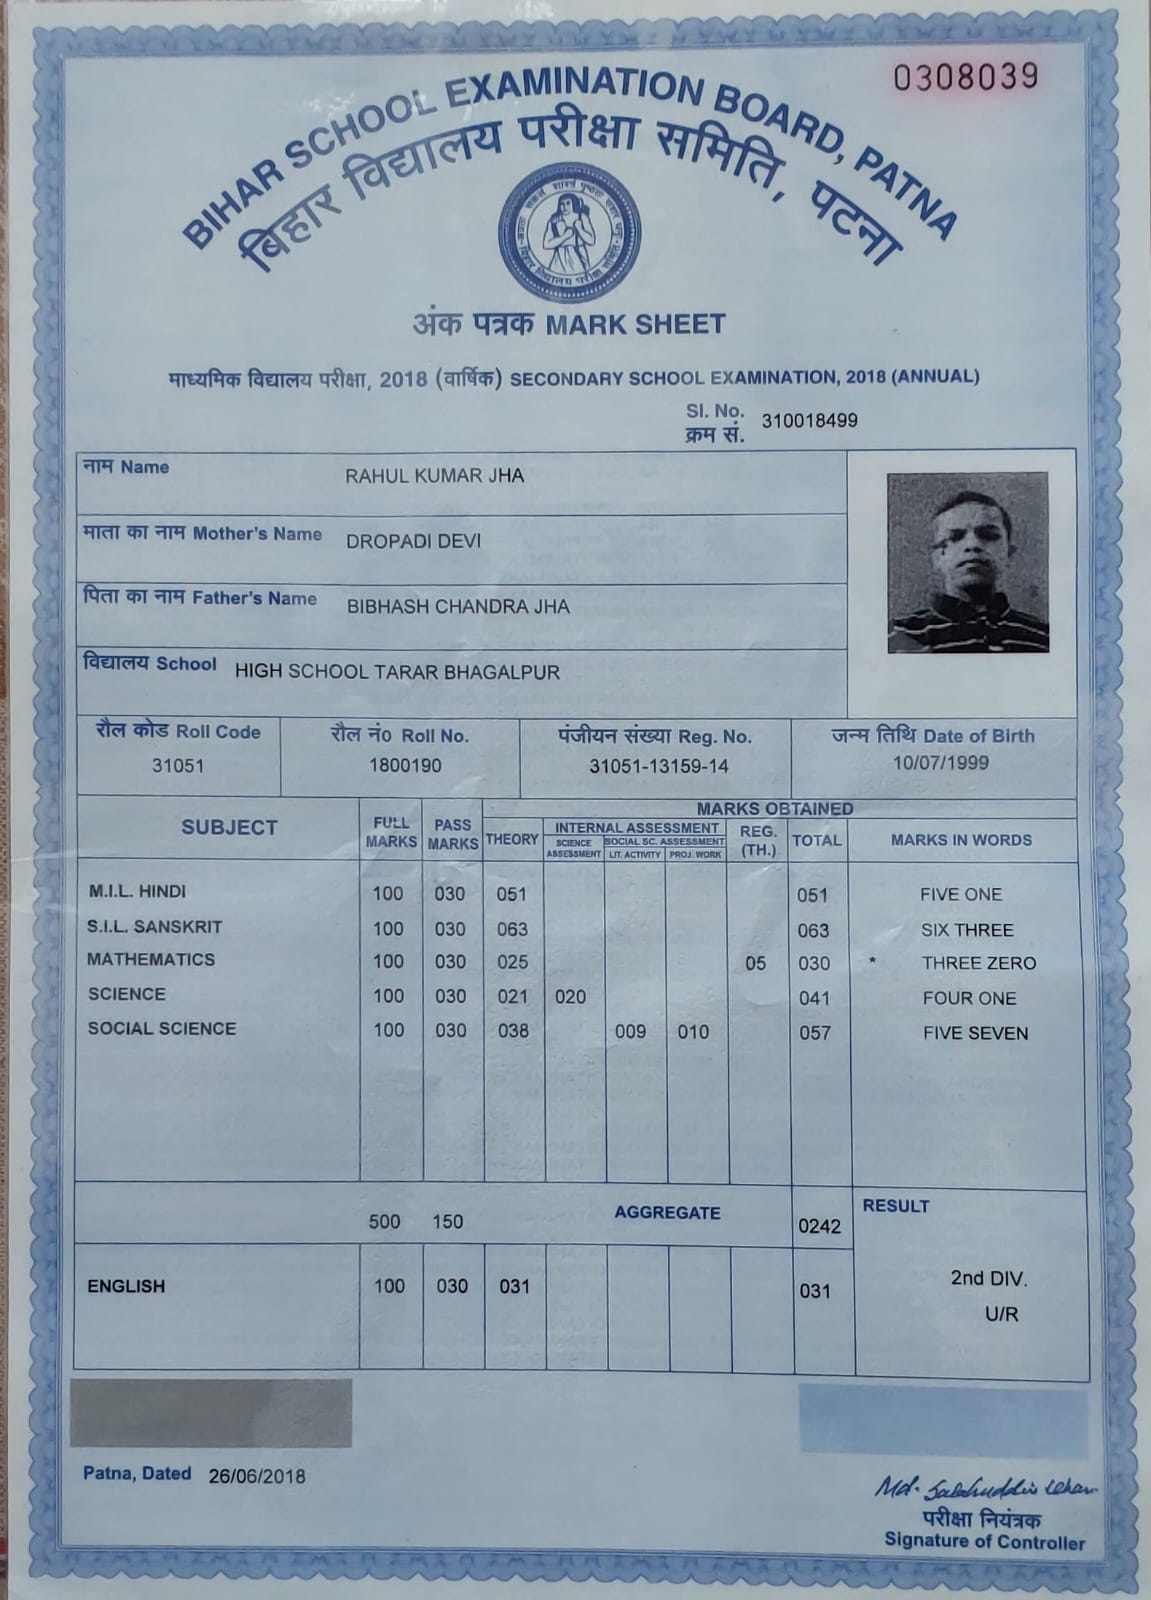 0308039
BIHAR SCHOOL EXAMINATION BOARD, PATNA
बिहार विद्यालय परीक्षा समिति, पटना
बिहार विद्यालय परीक्षा समिति
अंक पत्रक MARK SHEET
माध्यमिक विद्यालय परीक्षा, 2018 (वार्षिक) SECONDARY SCHOOL EXAMINATION, 2018 (ANNUAL)
Sl. No. 310018499
क्रम सं.
नाम Name RAHUL KUMAR JHA
माता का नाम Mother's Name DROPADI DEVI
पिता का नाम Father's Name BIBHASH CHANDRA JHA
विद्यालय School HIGH SCHOOL TARAR BHAGALPUR
रौल कोड Roll Code रौल नं0 Roll No. पंजीयन संख्या Reg. No. जन्म तिथि Date of Birth
31051 1800190 31051-13159-14 10/07/1999
MARKS OBTAINED
SUBJECT FULL MARKS PASS MARKS THEORY INTERNAL ASSESSMENT REG. (TH.) TOTAL MARKS IN WORDS
SCIENCE ASSESSMENT SOCIAL SC. ASSESSMENT
LIT. ACTIVITY PROJ. WORK
M.I.L. HINDI 100 030 051 051 FIVE ONE
S.I.L. SANSKRIT 100 030 063 063 SIX THREE
MATHEMATICS 100 030 025 05 030 * THREE ZERO
SCIENCE 100 030 021 020 041 FOUR ONE
SOCIAL SCIENCE 100 030 038 009 010 057 FIVE SEVEN
500 150 AGGREGATE 0242 RESULT
ENGLISH 100 030 031 031 2nd DIV.
U/R
Patna, Dated 26/06/2018
परीक्षा नियंत्रक
Signature of Controller